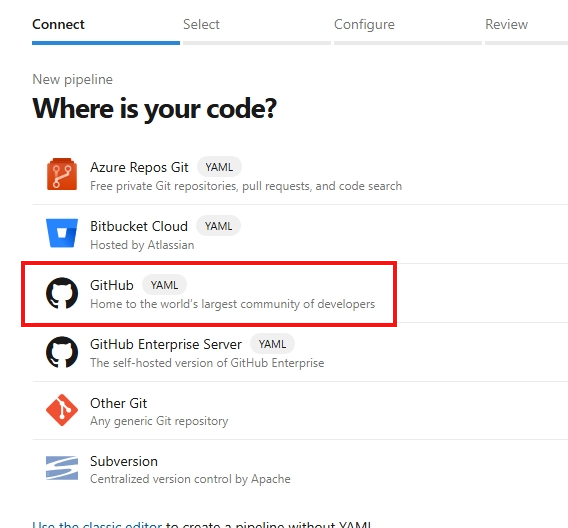 Connect Select Configure Review
New pipeline
Where is your code?
Azure Repos Git YAML
Free private Git repositories, pull requests, and code search
Bitbucket Cloud YAML
Hosted by Atlassian
GitHub YAML
Home to the world's largest community of developers
GitHub Enterprise Server YAML
The self-hosted version of GitHub Enterprise
Other Git
Any generic Git repository
Subversion
Centralized version control by Apache
Use the classic editor to create a pipeline without YAML